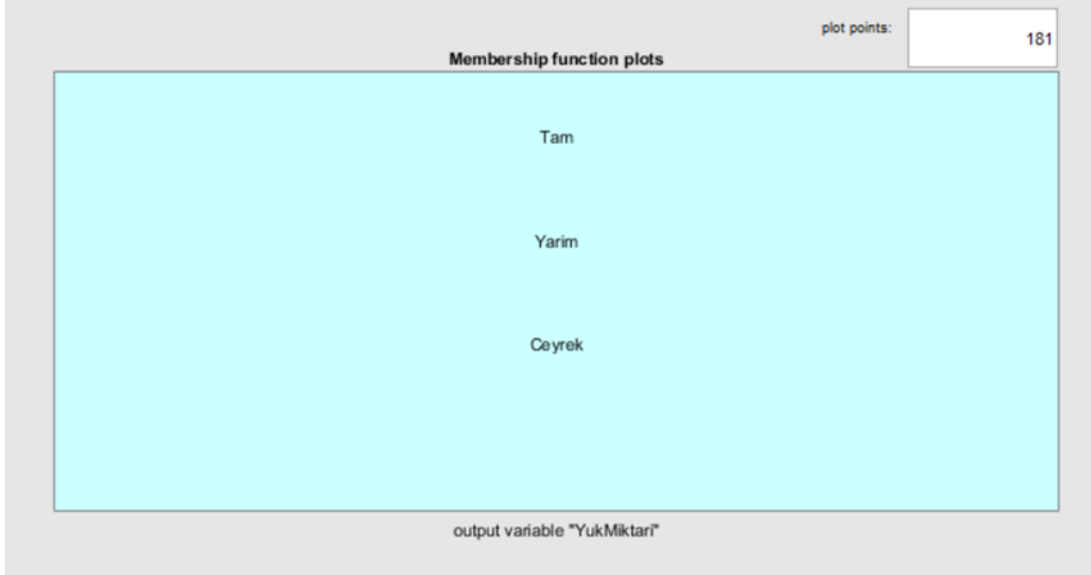 plot points:
181
Membership function plots
Tam
Yarim
Ceyrek
output variable "YukMiktari"